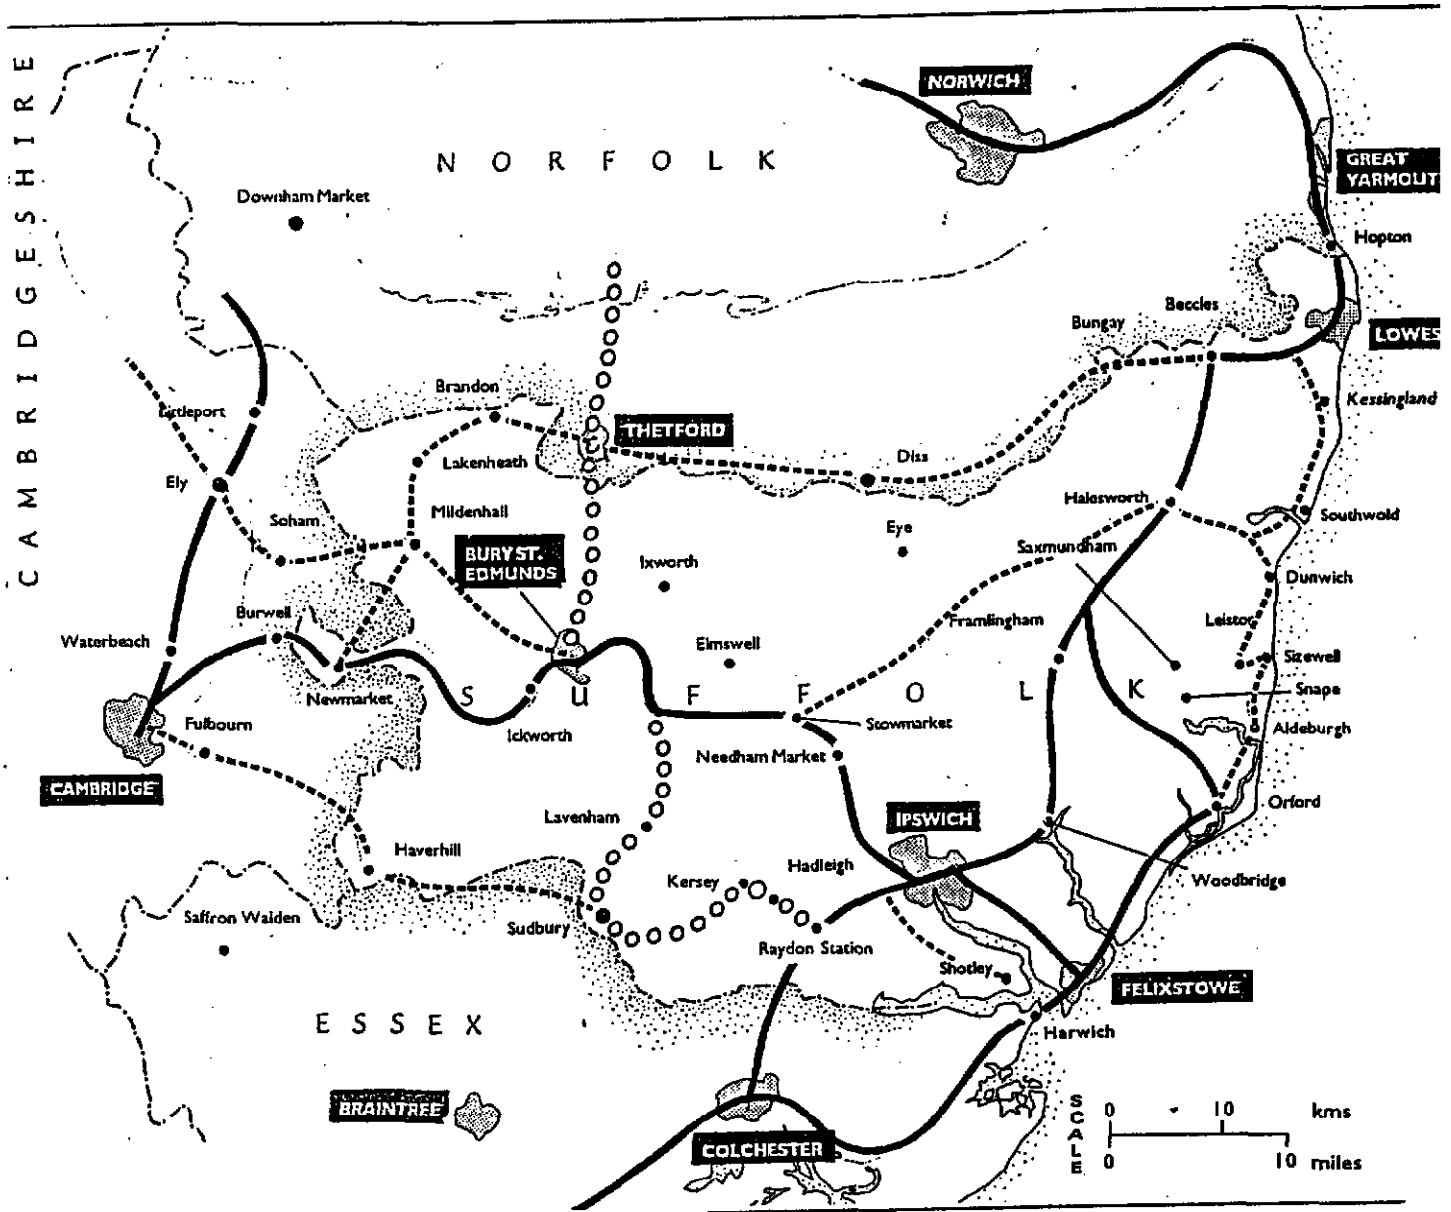 CAMBRIDGESHIRE
NORWICH
NORFOLK
GREAT
YARMOUT
Downham Market
Hopton
Beccles
Bungay
LOWES
Brandon
Littleport
THETFORD
Kessingland
Lakenheath
Diss
Ely
Halesworth
Soham
Mildenhall
Southwold
Eye
Saxmundham
BURY ST.
EDMUNDS
Ixworth
Dunwich
Burwell
Framlingham
Leiston
Waterbeach
Elmswell
Sizewell
SUFFOLK
Newmarket
Snape
Fulbourn
Ickworth
Stowmarket
Aldeburgh
Needham Market
CAMBRIDGE
Orford
Lavenham
IPSWICH
Haverhill
Hadleigh
Kersey
Woodbridge
Saffron Walden
Sudbury
Raydon Station
Shotley
FELIXSTOWE
ESSEX
Harwich
BRAINTREE
COLCHESTER
SCALE
0 10 kms
0 10 miles